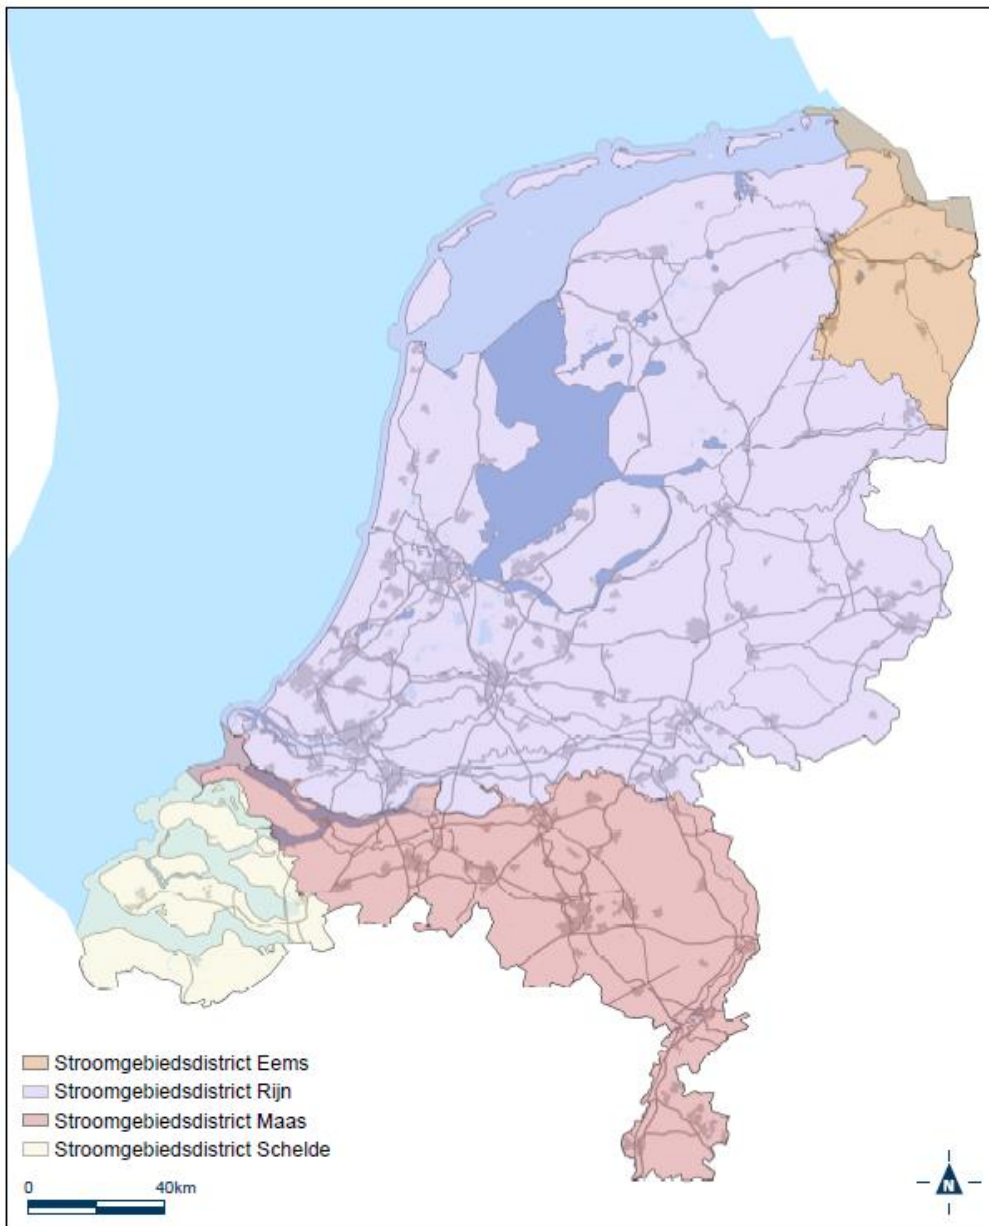 Stroomgebiedsdistrict Eems
Stroomgebiedsdistrict Rijn
Stroomgebiedsdistrict Maas
Stroomgebiedsdistrict Schelde
0 40km
N